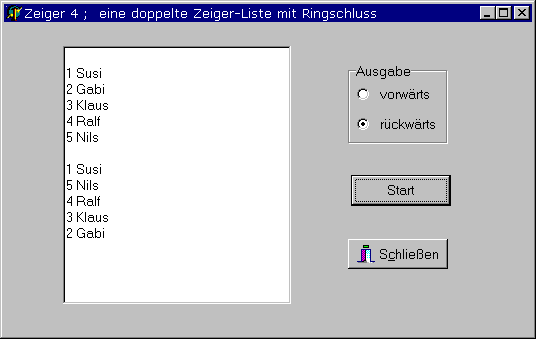 Zeiger 4 ;  eine doppelte Zeiger-Liste mit Ringschluss
1 Susi
2 Gabi
3 Klaus
4 Ralf
5 Nils
1 Susi
5 Nils
4 Ralf
3 Klaus
2 Gabi
Ausgabe
vorwärts
rückwärts
Start
Schließen